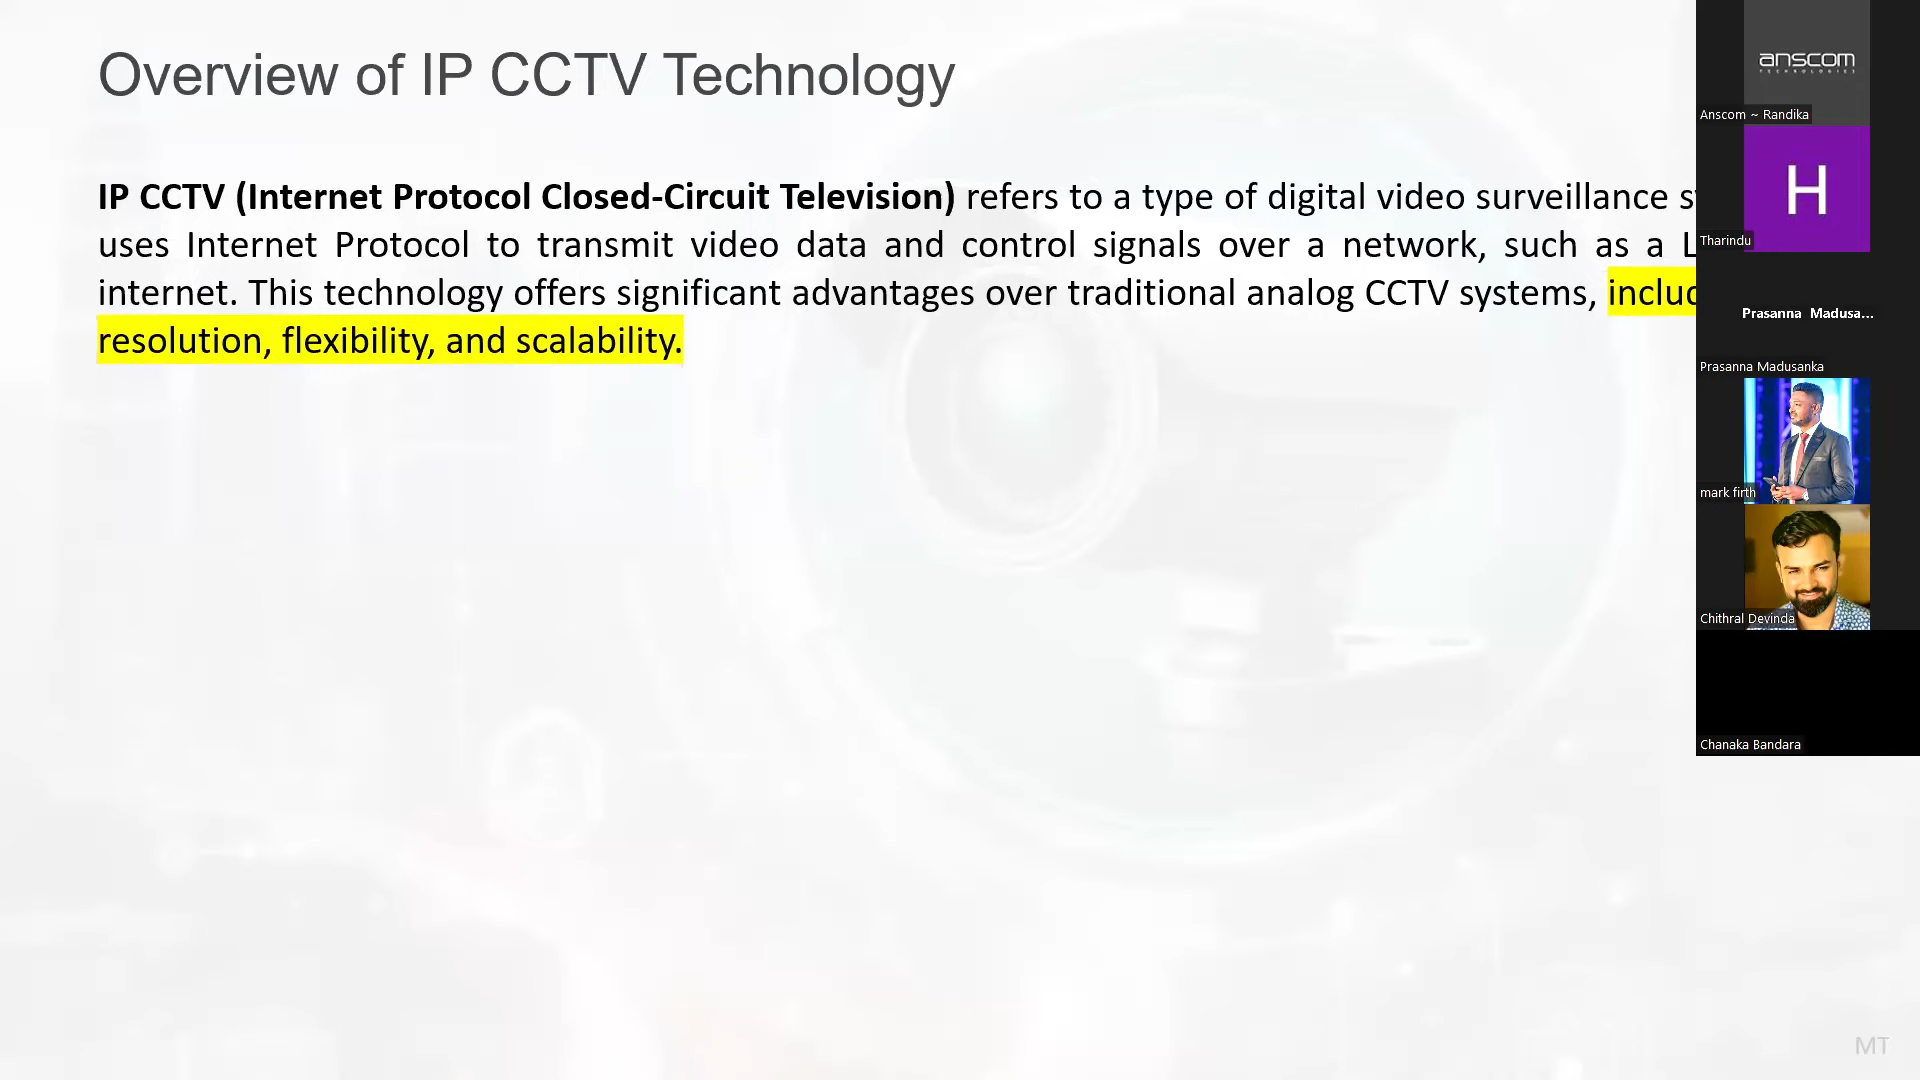 Overview of IP CCTV Technology
IP CCTV (Internet Protocol Closed-Circuit Television) refers to a type of digital video surveillance
uses Internet Protocol to transmit video data and control signals over a network, such as a
internet. This technology offers significant advantages over traditional analog CCTV systems,
resolution, flexibility, and scalability.
anscom
TECHNOLOGIES
Anscom ~ Randika
H
Tharindu
Prasanna Madusa...
Prasanna Madusanka
mark firth
Chithral Devinda
Chanaka Bandara
MT